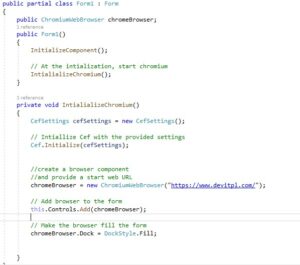 public partial class Form1 : Form
{
public ChromiumWebBrowser chromeBrowser;
1 reference
public Form1()
{
InitializeComponent();
// At the intialization, start chromium
IntializializeChromium();
}
1 reference
private void IntializializeChromium()
{
CefSettings cefSettings = new CefSettings();
// Intiallize Cef with the provided settings
Cef.Initialize(cefSettings);
//create a browser component
//and provide a start web URL
chromeBrowser = new ChromiumWebBrowser("https://www.devitpl.com/");
// Add browser to the form
this.Controls.Add(chromeBrowser);
// Make the browser fill the form
chromeBrowser.Dock = DockStyle.Fill;
}